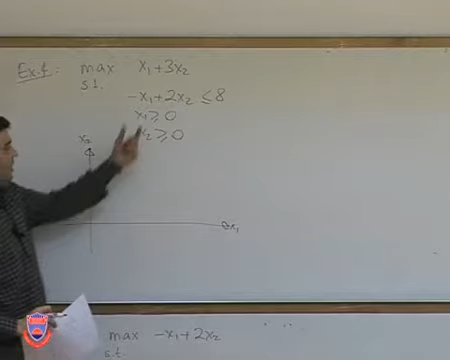 Ex.4: max x₁+3x₂
s.t.
-x₁+2x₂ ≤ 8
x₁ ≥ 0
x₂ ≥ 0
x₂
x₁
max -x₁+2x₂
s.t.